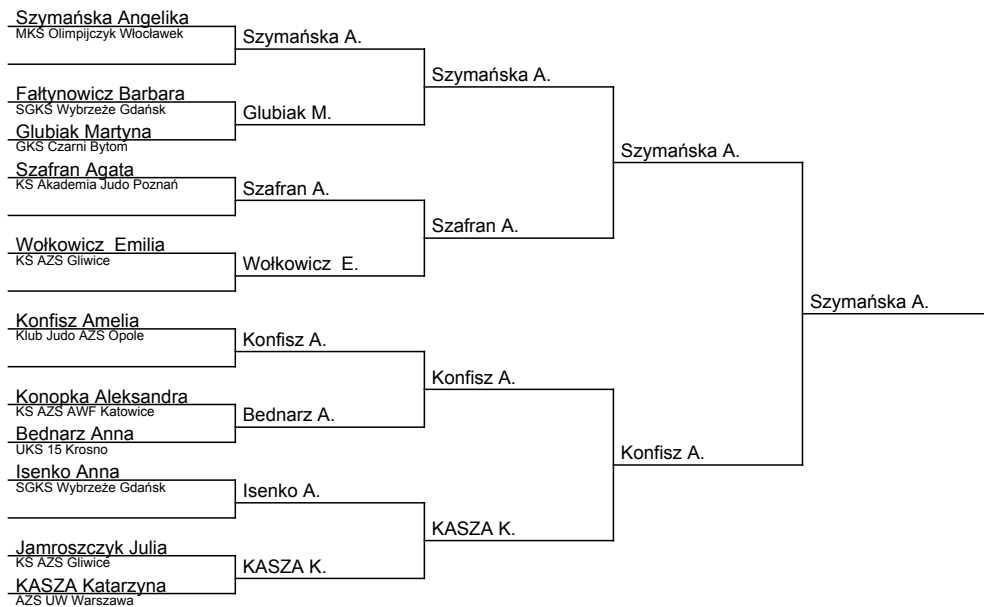 Szymańska Angelika
MKS Olimpijczyk Włocławek
Fałtynowicz Barbara
SGKS Wybrzeże Gdańsk
Glubiak Martyna
GKS Czarni Bytom
Szafran Agata
KS Akademia Judo Poznań
Wołkowicz  Emilia
KS AZS Gliwice
Konfisz Amelia
Klub Judo AZS Opole
Konopka Aleksandra
KS AZS AWF Katowice
Bednarz Anna
UKS 15 Krosno
Isenko Anna
SGKS Wybrzeże Gdańsk
Jamroszczyk Julia
KS AZS Gliwice
KASZA Katarzyna
AZS UW Warszawa
Szymańska A.
Glubiak M.
Szafran A.
Wołkowicz  E.
Konfisz A.
Bednarz A.
Isenko A.
KASZA K.
Szymańska A.
Szafran A.
Konfisz A.
KASZA K.
Szymańska A.
Konfisz A.
Szymańska A.